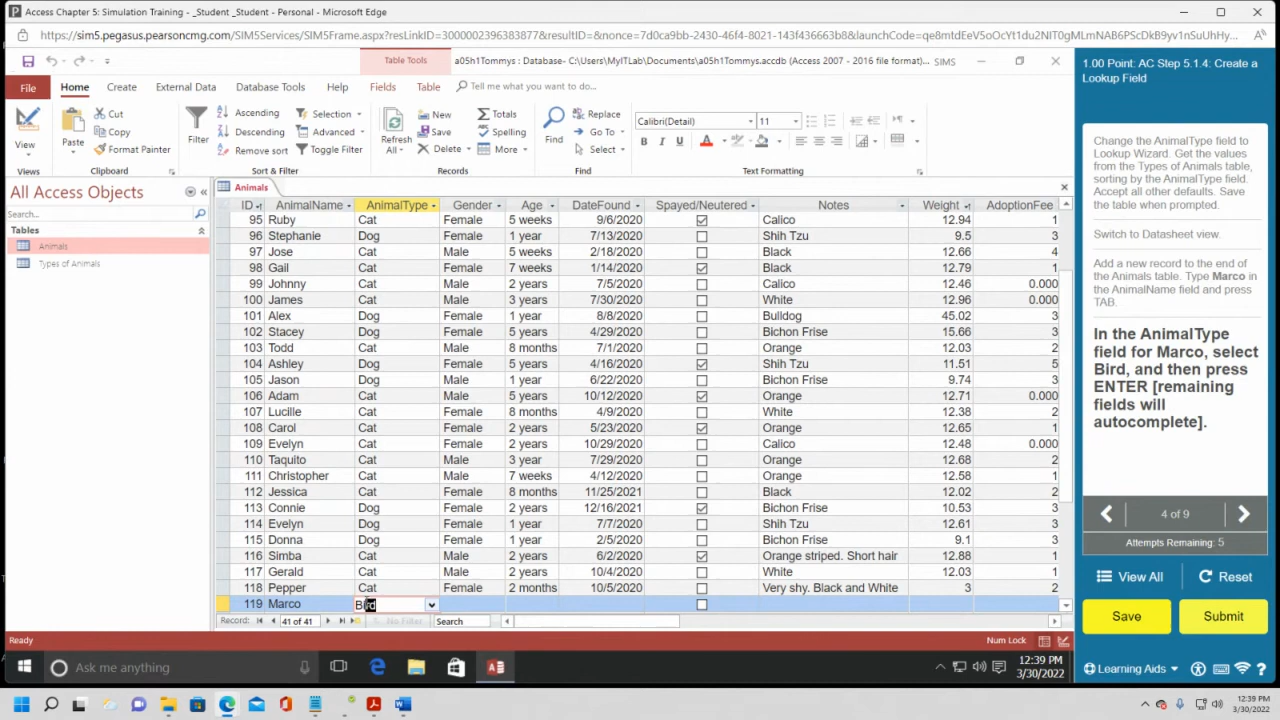 Access Chapter 5: Simulation Training - _Student _Student - Personal - Microsoft Edge
Table Tools
a05h1Tommys : Database- C:\Users\MyITLab\Documents\a05h1Tommys.accdb (Access 2007 - 2016 file format)...
SIMS
File Home Create External Data Database Tools Help Fields Table Tell me what you want to do...
View
Views
Paste
Cut
Copy
Format Painter
Clipboard
Filter
Ascending
Descending
Remove sort
Selection
Advanced
Toggle Filter
Sort & Filter
Refresh
All
New
Save
Delete
Totals
Spelling
More
Records
Find
Replace
Go To
Select
Find
Calibri(Detail) 11
B I U A
Text Formatting
All Access Objects
Search...
Tables
Animals
Types of Animals
Animals
ID AnimalName AnimalType Gender Age DateFound Spayed/Neutered Notes Weight AdoptionFee
95 Ruby Cat Female 5 weeks 9/6/2020 Calico 12.94 1
96 Stephanie Dog Female 1 year 7/13/2020 Shih Tzu 9.5 3
97 Jose Cat Male 5 weeks 2/18/2020 Black 12.66 4
98 Gail Cat Female 7 weeks 1/14/2020 Black 12.79 1
99 Johnny Cat Male 2 years 7/5/2020 Calico 12.46 0.000
100 James Cat Male 3 years 7/30/2020 White 12.96 0.000
101 Alex Dog Female 1 year 8/8/2020 Bulldog 45.02 3
102 Stacey Dog Female 5 years 4/29/2020 Bichon Frise 15.66 3
103 Todd Cat Male 8 months 7/1/2020 Orange 12.03 2
104 Ashley Dog Female 5 years 4/16/2020 Shih Tzu 11.51 5
105 Jason Dog Male 1 year 6/22/2020 Bichon Frise 9.74 3
106 Adam Cat Male 5 years 10/12/2020 Orange 12.71 0.000
107 Lucille Cat Female 8 months 4/9/2020 White 12.38 2
108 Carol Cat Female 2 years 5/23/2020 Orange 12.65 1
109 Evelyn Cat Female 2 years 10/29/2020 Calico 12.48 0.000
110 Taquito Cat Male 3 year 7/29/2020 Orange 12.68 2
111 Christopher Cat Male 7 weeks 4/12/2020 Orange 12.58 1
112 Jessica Cat Female 8 months 11/25/2021 Black 12.02 2
113 Connie Dog Female 2 years 12/16/2021 Bichon Frise 10.53 3
114 Evelyn Dog Female 1 year 7/7/2020 Shih Tzu 12.61 3
115 Donna Dog Female 1 year 2/5/2020 Bichon Frise 9.1 3
116 Simba Cat Male 2 years 6/2/2020 Orange striped. Short hair 12.88 1
117 Gerald Cat Male 2 years 10/4/2020 White 12.03 1
118 Pepper Cat Female 2 months 10/5/2020 Very shy. Black and White 3 2
119 Marco Bird
Record: 41 of 41 No Filter Search
Ready
Num Lock
Ask me anything
12:39 PM
3/30/2022
1.00 Point: AC Step 5.1.4: Create a
Lookup Field
Change the AnimalType field to
Lookup Wizard. Get the values
from the Types of Animals table,
sorting by the AnimalType field.
Accept all other defaults. Save
the table when prompted.
Switch to Datasheet view.
Add a new record to the end of
the Animals table. Type Marco in
the AnimalName field and press
TAB.
In the AnimalType
field for Marco, select
Bird, and then press
ENTER [remaining
fields will
autocomplete].
4 of 9
Attempts Remaining: 5
View All
Reset
Save
Submit
Learning Aids
12:39 PM
3/30/2022